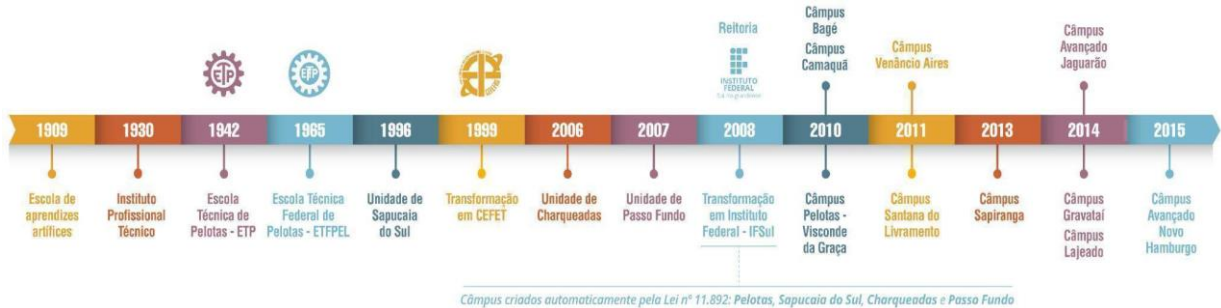 Reitoria
Câmpus
Bagé
Câmpus
Camaquã
Câmpus
Venâncio Aires
Câmpus
Avançado
Jaguarão
ETP
ETP
INSTITUTO
FEDERAL
1909
1930
1942
1965
1996
1999
2006
2007
2008
2010
2011
2013
2014
2015
Escola de
aprendizes
artífices
Instituto
Profissional
Técnico
Escola
Técnica de
Pelotas - ETP
Escola Técnica
Federal de
Pelotas - ETFPEL
Unidade de
Sapucaia
do Sul
Transformação
em CEFET
Unidade de
Charqueadas
Unidade de
Passo Fundo
Transformação
em Instituto
Federal - IFSul
Câmpus
Pelotas -
Visconde
da Graça
Câmpus
Santana do
Livramento
Câmpus
Sapiranga
Câmpus
Gravataí
Câmpus
Lajeado
Câmpus
Avançado
Novo
Hamburgo
Câmpus criados automaticamente pela Lei nº 11.892: Pelotas, Sapucaia do Sul, Charqueadas e Passo Fundo